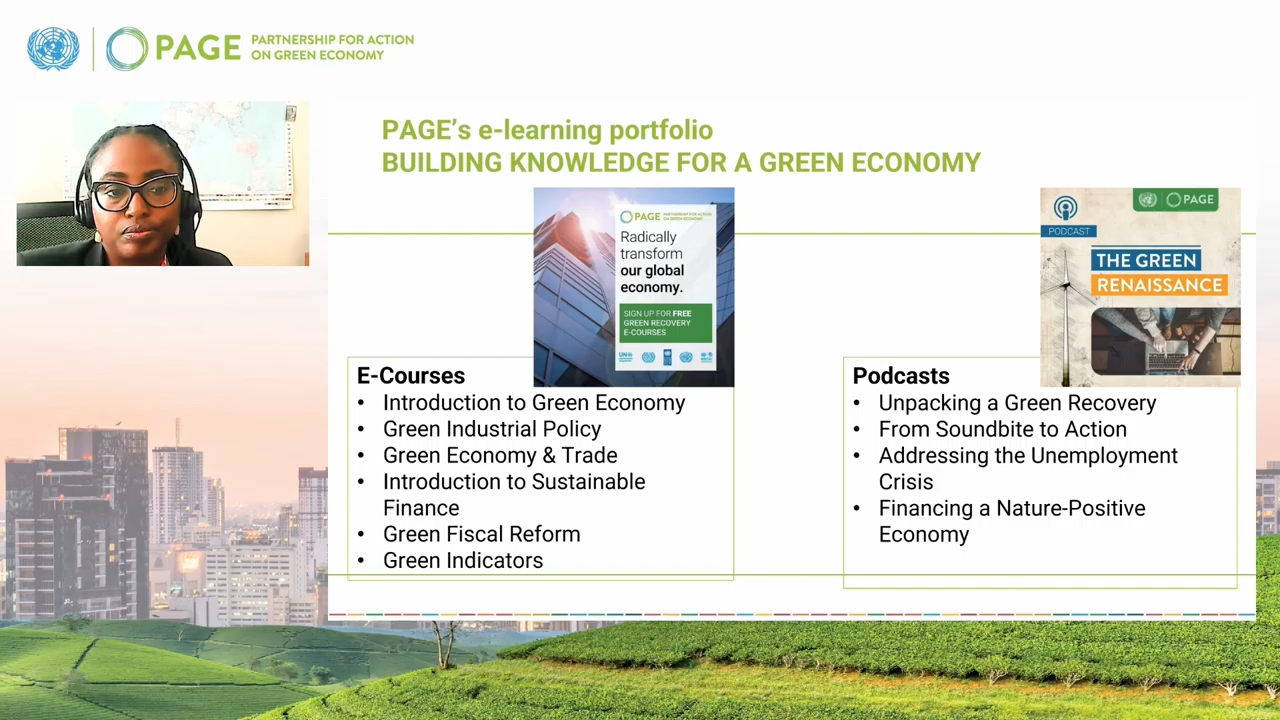 PAGE
PARTNERSHIP FOR ACTION
ON GREEN ECONOMY
PAGE’s e-learning portfolio
BUILDING KNOWLEDGE FOR A GREEN ECONOMY
PAGE
PARTNERSHIP FOR ACTION
ON GREEN ECONOMY
Radically
transform
our global
economy.
SIGN UP FOR FREE
GREEN RECOVERY
E-COURSES
PAGE
PODCAST
THE GREEN
RENAISSANCE
E-Courses
• Introduction to Green Economy
• Green Industrial Policy
• Green Economy & Trade
• Introduction to Sustainable
Finance
• Green Fiscal Reform
• Green Indicators
Podcasts
• Unpacking a Green Recovery
• From Soundbite to Action
• Addressing the Unemployment
Crisis
• Financing a Nature-Positive
Economy